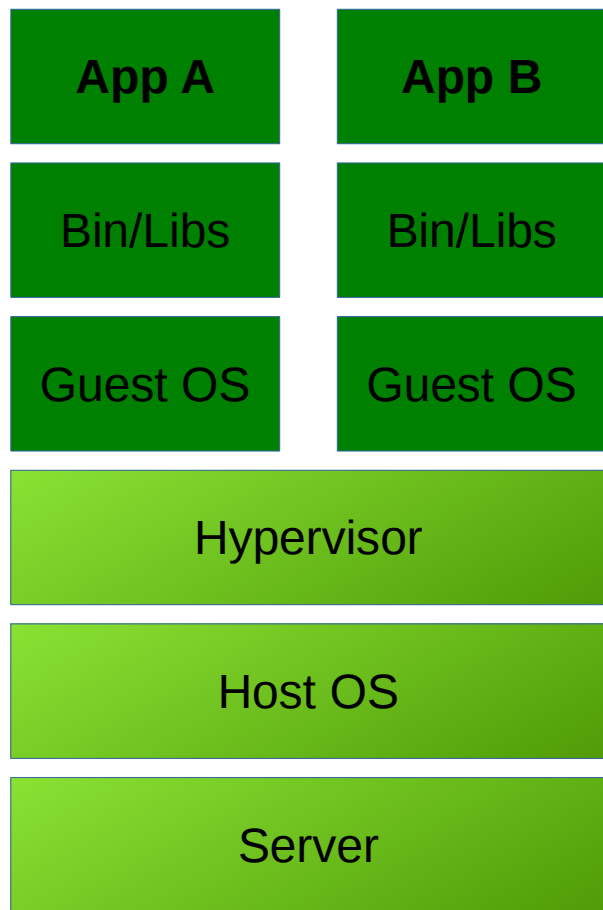 App A
App B
Bin/Libs
Bin/Libs
Guest OS
Guest OS
Hypervisor
Host OS
Server